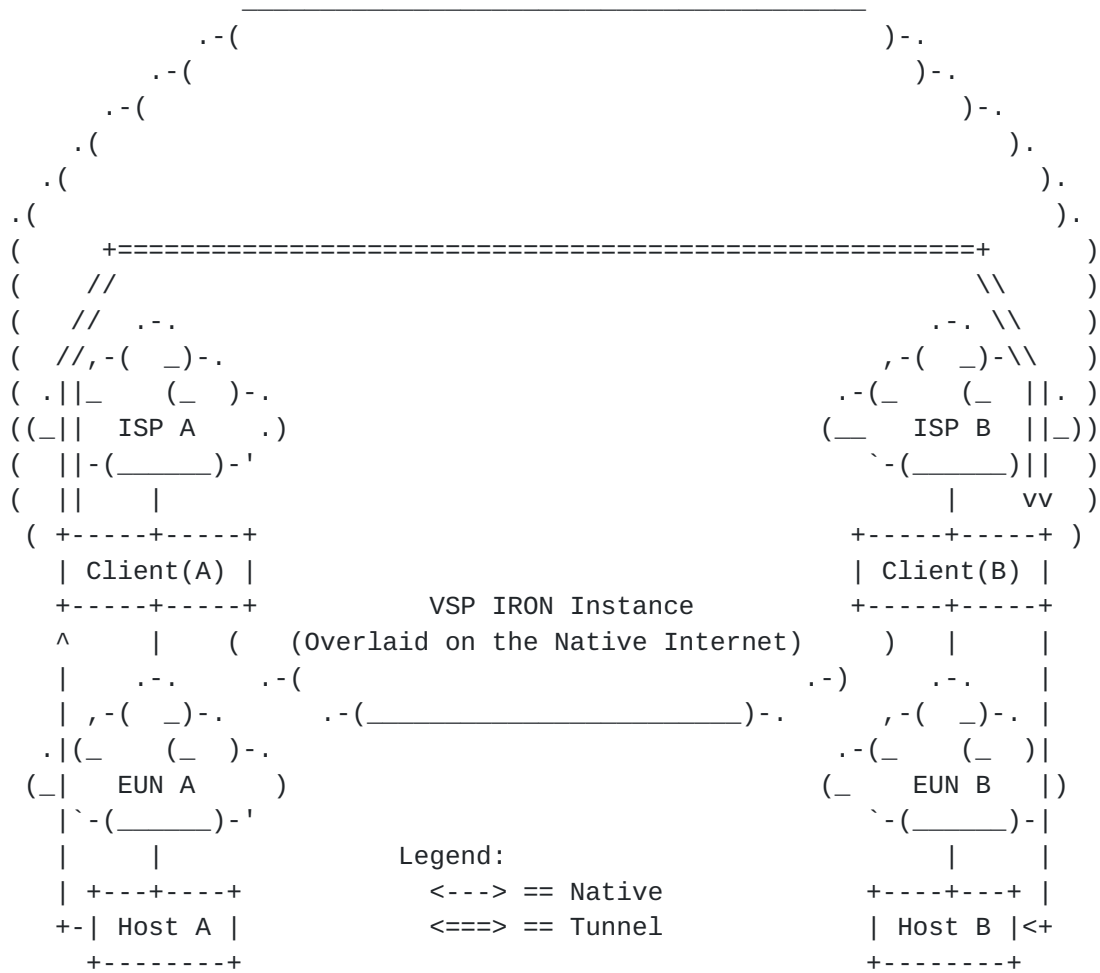 ISP A ISP B
Client(A) Client(B)
VSP IRON Instance
(Overlaid on the Native Internet)
EUN A EUN B
Legend:
<---> == Native
Host A <===> == Tunnel Host B